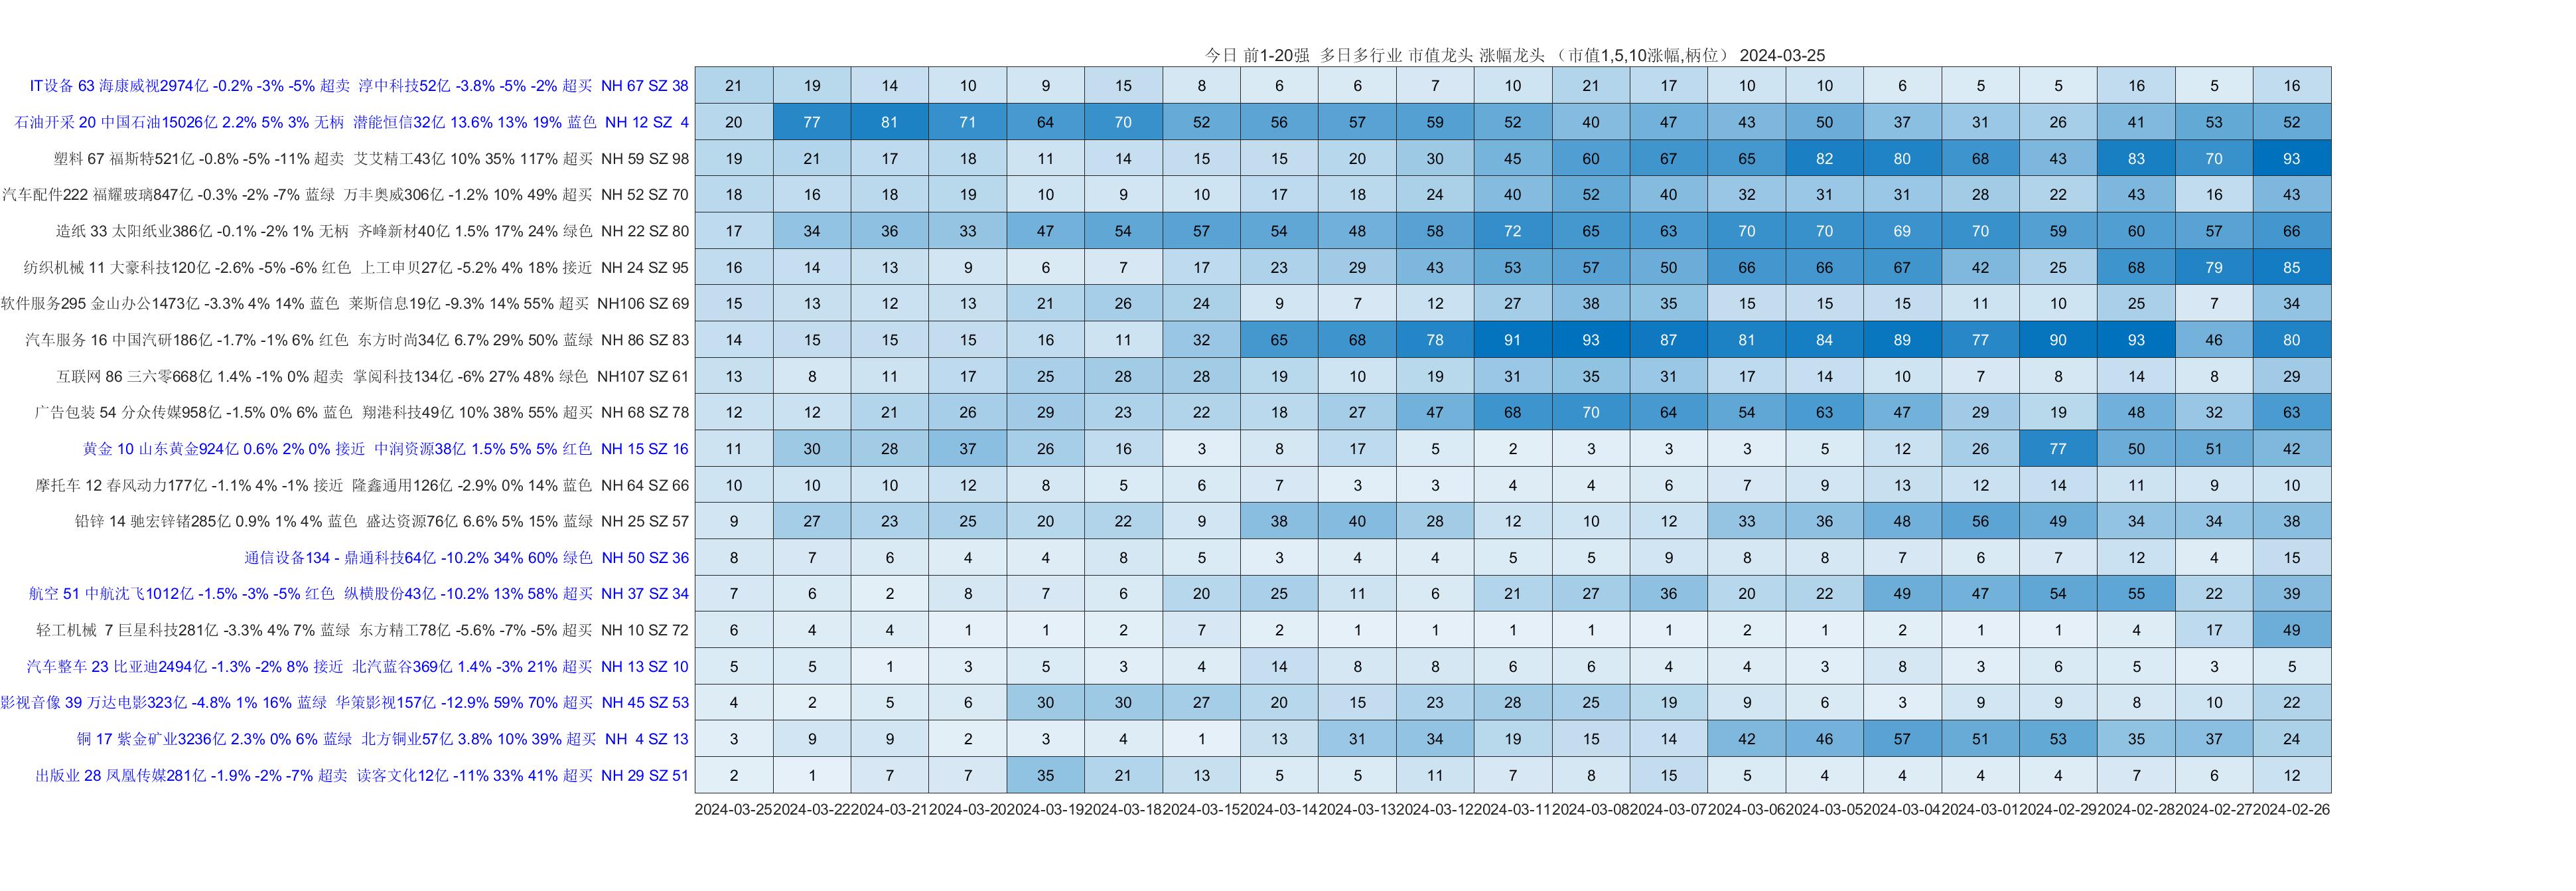 今日 前1-20强 多日多行业 市值龙头 涨幅龙头 （市值1,5,10涨幅,柄位） 2024-03-25
IT设备 63 海康威视2974亿 -0.2% -3% -5% 超卖 淳中科技52亿 -3.8% -5% -2% 超买 NH 67 SZ 38 21 19 14 10 9 15 8 6 6 7 10 21 17 10 10 6 5 5 16 5 16
石油开采 20 中国石油15026亿 2.2% 5% 3% 无柄 潜能恒信32亿 13.6% 13% 19% 蓝色 NH 12 SZ 4 20 77 81 71 64 70 52 56 57 59 52 40 47 43 50 37 31 26 41 53 52
塑料 67 福斯特521亿 -0.8% -5% -11% 超卖 艾艾精工43亿 10% 35% 117% 超买 NH 59 SZ 98 19 21 17 18 11 14 15 15 20 30 45 60 67 65 82 80 68 43 83 70 93
汽车配件222 福耀玻璃847亿 -0.3% -2% -7% 蓝绿 万丰奥威306亿 -1.2% 10% 49% 超买 NH 52 SZ 70 18 16 18 19 10 9 10 17 18 24 40 52 40 32 31 31 28 22 43 16 43
造纸 33 太阳纸业386亿 -0.1% -2% 1% 无柄 齐峰新材40亿 1.5% 17% 24% 绿色 NH 22 SZ 80 17 34 36 33 47 54 57 54 48 58 72 65 63 70 70 69 70 59 60 57 66
纺织机械 11 大豪科技120亿 -2.6% -5% -6% 红色 上工申贝27亿 -5.2% 4% 18% 接近 NH 24 SZ 95 16 14 13 9 6 7 17 23 29 43 53 57 50 66 66 67 42 25 68 79 85
软件服务295 金山办公1473亿 -3.3% 4% 14% 蓝色 莱斯信息19亿 -9.3% 14% 55% 超买 NH106 SZ 69 15 13 12 13 21 26 24 9 7 12 27 38 35 15 15 15 11 10 25 7 34
汽车服务 16 中国汽研186亿 -1.7% -1% 6% 红色 东方时尚34亿 6.7% 29% 50% 蓝绿 NH 86 SZ 83 14 15 15 15 16 11 32 65 68 78 91 93 87 81 84 89 77 90 93 46 80
互联网 86 三六零668亿 1.4% -1% 0% 超卖 掌阅科技134亿 -6% 27% 48% 绿色 NH107 SZ 61 13 8 11 17 25 28 28 19 10 19 31 35 31 17 14 10 7 8 14 8 29
广告包装 54 分众传媒958亿 -1.5% 0% 6% 蓝色 翔港科技49亿 10% 38% 55% 超买 NH 68 SZ 78 12 12 21 26 29 23 22 18 27 47 68 70 64 54 63 47 29 19 48 32 63
黄金 10 山东黄金924亿 0.6% 2% 0% 接近 中润资源38亿 1.5% 5% 5% 红色 NH 15 SZ 16 11 30 28 37 26 16 3 8 17 5 2 3 3 3 5 12 26 77 50 51 42
摩托车 12 春风动力177亿 -1.1% 4% -1% 接近 隆鑫通用126亿 -2.9% 0% 14% 蓝色 NH 64 SZ 66 10 10 10 12 8 5 6 7 3 3 4 4 6 7 9 13 12 14 11 9 10
铅锌 14 驰宏锌锗285亿 0.9% 1% 4% 蓝色 盛达资源76亿 6.6% 5% 15% 蓝绿 NH 25 SZ 57 9 27 23 25 20 22 9 38 40 28 12 10 12 33 36 48 56 49 34 34 38
通信设备134 - 鼎通科技64亿 -10.2% 34% 60% 绿色 NH 50 SZ 36 8 7 6 4 4 8 5 3 4 4 5 5 9 8 8 7 6 7 12 4 15
航空 51 中航沈飞1012亿 -1.5% -3% -5% 红色 纵横股份43亿 -10.2% 13% 58% 超买 NH 37 SZ 34 7 6 2 8 7 6 20 25 11 6 21 27 36 20 22 49 47 54 55 22 39
轻工机械 7 巨星科技281亿 -3.3% 4% 7% 蓝绿 东方精工78亿 -5.6% -7% -5% 超买 NH 10 SZ 72 6 4 4 1 1 2 7 2 1 1 1 1 1 2 1 2 1 1 4 17 49
汽车整车 23 比亚迪2494亿 -1.3% -2% 8% 接近 北汽蓝谷369亿 1.4% -3% 21% 超买 NH 13 SZ 10 5 5 1 3 5 3 4 14 8 8 6 6 4 4 3 8 3 6 5 3 5
影视音像 39 万达电影323亿 -4.8% 1% 16% 蓝绿 华策影视157亿 -12.9% 59% 70% 超买 NH 45 SZ 53 4 2 5 6 30 30 27 20 15 23 28 25 19 9 6 3 9 9 8 10 22
铜 17 紫金矿业3236亿 2.3% 0% 6% 蓝绿 北方铜业57亿 3.8% 10% 39% 超买 NH 4 SZ 13 3 9 9 2 3 4 1 13 31 34 19 15 14 42 46 57 51 53 35 37 24
出版业 28 凤凰传媒281亿 -1.9% -2% -7% 超卖 读客文化12亿 -11% 33% 41% 超买 NH 29 SZ 51 2 1 7 7 35 21 13 5 5 11 7 8 15 5 4 4 4 4 7 6 12
2024-03-25 2024-03-22 2024-03-21 2024-03-20 2024-03-19 2024-03-18 2024-03-15 2024-03-14 2024-03-13 2024-03-12 2024-03-11 2024-03-08 2024-03-07 2024-03-06 2024-03-05 2024-03-04 2024-03-01 2024-02-29 2024-02-28 2024-02-27 2024-02-26